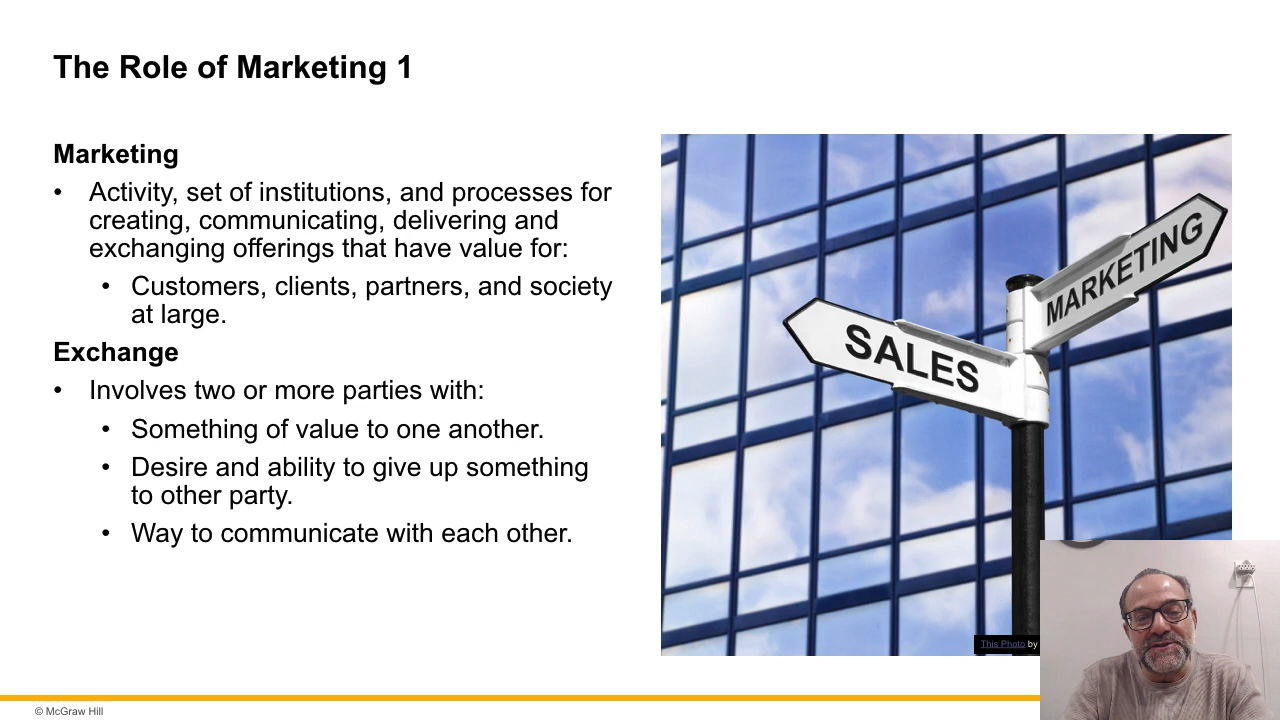 The Role of Marketing 1
Marketing
• Activity, set of institutions, and processes for
creating, communicating, delivering and
exchanging offerings that have value for:
• Customers, clients, partners, and society
at large.
Exchange
• Involves two or more parties with:
• Something of value to one another.
• Desire and ability to give up something
to other party.
• Way to communicate with each other.
SALES
MARKETING
This Photo by
© McGraw Hill